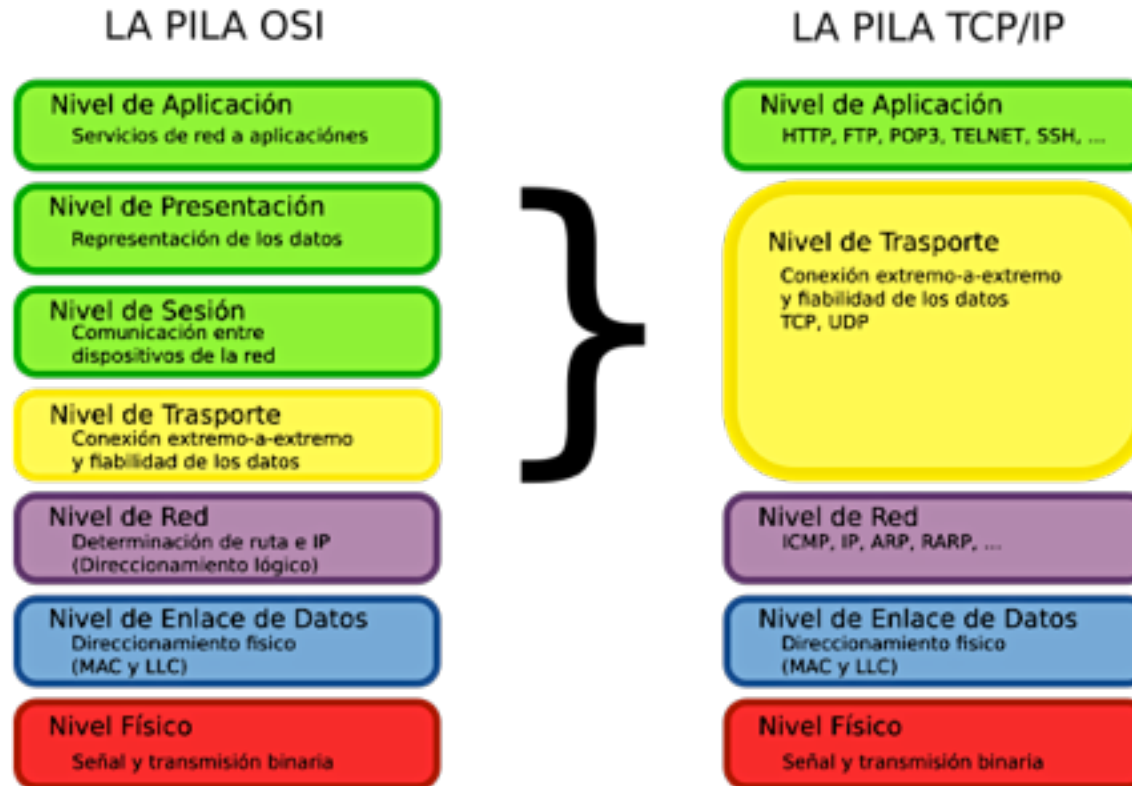 LA PILA OSI
Nivel de Aplicación
Servicios de red a aplicaciónes
Nivel de Presentación
Representación de los datos
Nivel de Sesión
Comunicación entre
dispositivos de la red
Nivel de Trasporte
Conexión extremo-a-extremo
y fiabilidad de los datos
Nivel de Red
Determinación de ruta e IP
(Direccionamiento lógico)
Nivel de Enlace de Datos
Direccionamiento fisico
(MAC y LLC)
Nivel Físico
Señal y transmisión binaria
LA PILA TCP/IP
Nivel de Aplicación
HTTP, FTP, POP3, TELNET, SSH, ...
Nivel de Trasporte
Conexión extremo-a-extremo
y fiabilidad de los datos
TCP, UDP
Nivel de Red
ICMP, IP, ARP, RARP, ...
Nivel de Enlace de Datos
Direccionamiento fisico
(MAC y LLC)
Nivel Físico
Señal y transmisión binaria